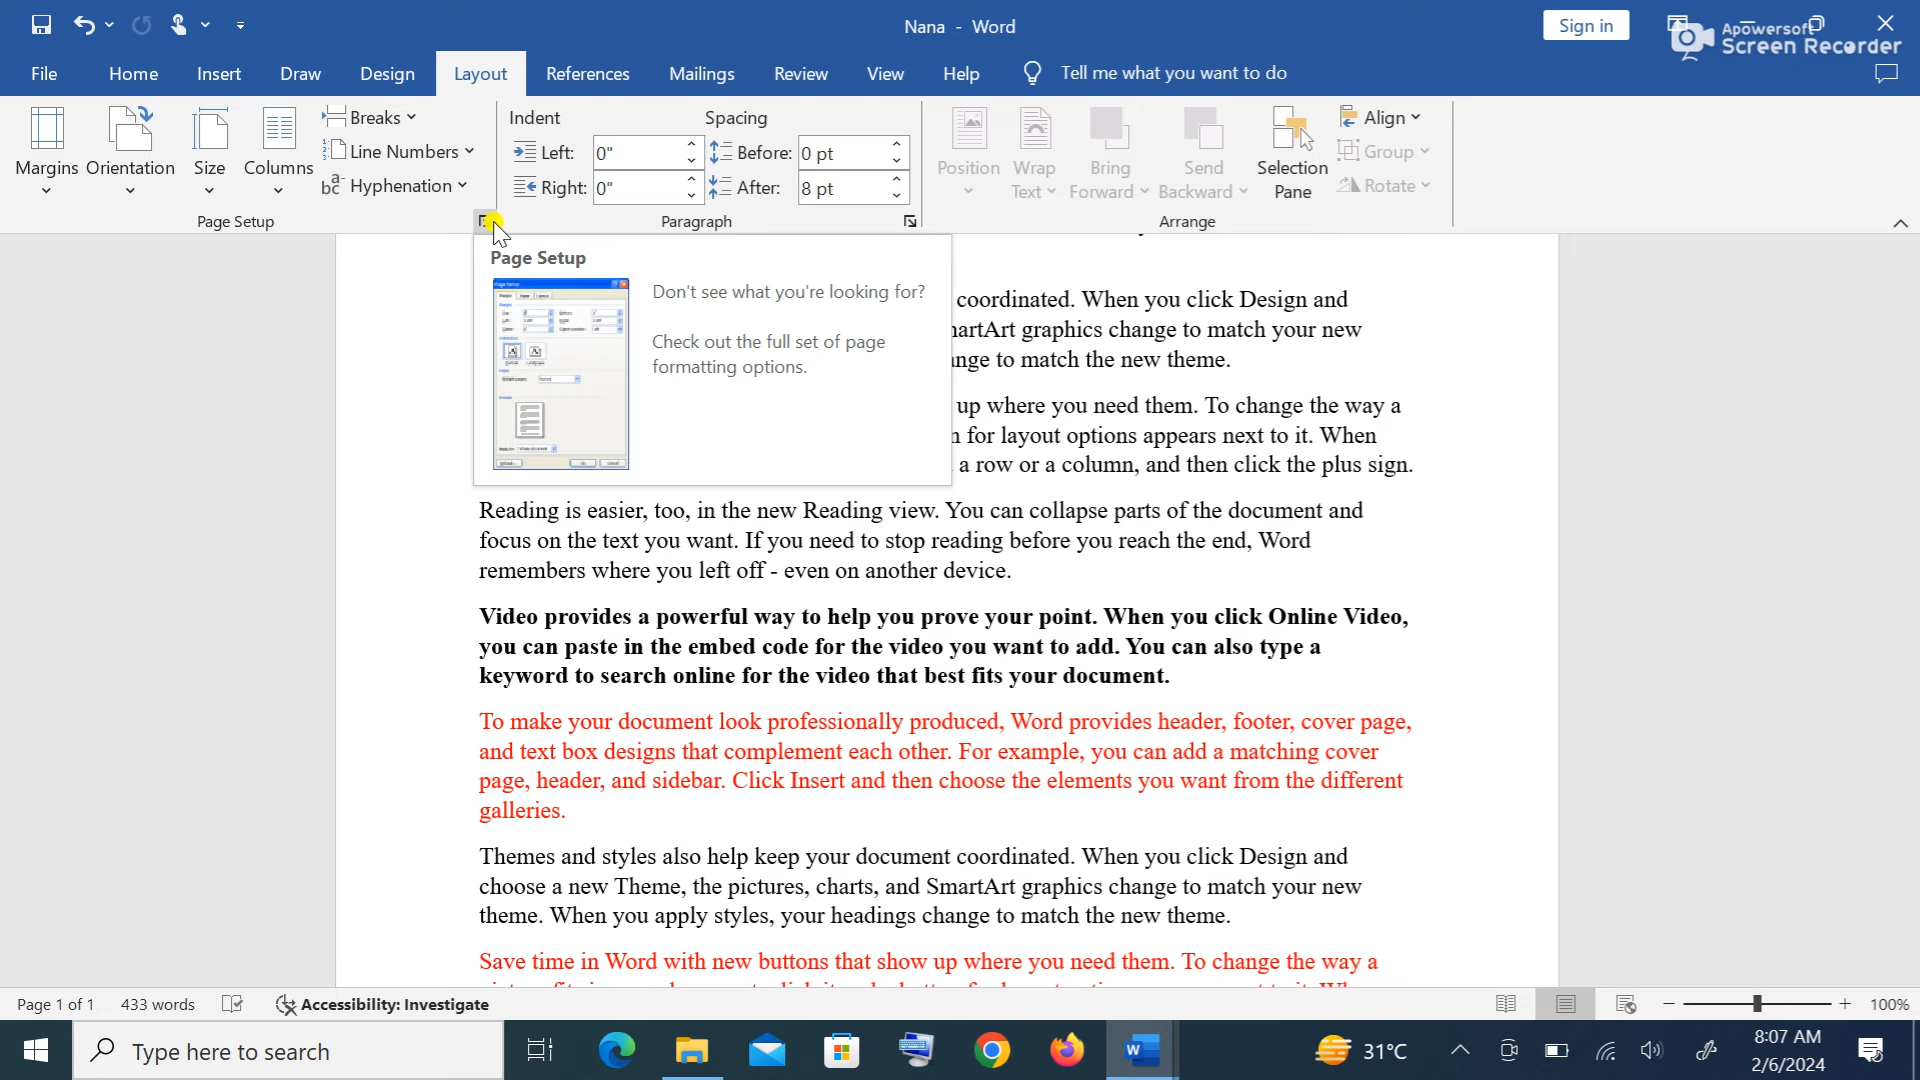 Nana - Word
Sign in
Apowersoft
Screen Recorder
File Home Insert Draw Design Layout References Mailings Review View Help Tell me what you want to do
Margins Orientation Size Columns
Breaks
Line Numbers
Hyphenation
Page Setup
Indent
Left: 0"
Right: 0"
Spacing
Before: 0 pt
After: 8 pt
Paragraph
Position
Wrap
Text
Bring
Forward
Send
Backward
Selection
Pane
Align
Group
Rotate
Arrange
Page Setup
Don't see what you're looking for?
Check out the full set of page
formatting options.
coordinated. When you click Design and
artArt graphics change to match your new
nge to match the new theme.
up where you need them. To change the way a
n for layout options appears next to it. When
a row or a column, and then click the plus sign.
Reading is easier, too, in the new Reading view. You can collapse parts of the document and
focus on the text you want. If you need to stop reading before you reach the end, Word
remembers where you left off - even on another device.
Video provides a powerful way to help you prove your point. When you click Online Video,
you can paste in the embed code for the video you want to add. You can also type a
keyword to search online for the video that best fits your document.
To make your document look professionally produced, Word provides header, footer, cover page,
and text box designs that complement each other. For example, you can add a matching cover
page, header, and sidebar. Click Insert and then choose the elements you want from the different
galleries.
Themes and styles also help keep your document coordinated. When you click Design and
choose a new Theme, the pictures, charts, and SmartArt graphics change to match your new
theme. When you apply styles, your headings change to match the new theme.
Save time in Word with new buttons that show up where you need them. To change the way a
Page 1 of 1 433 words Accessibility: Investigate 100%
Type here to search
31°C
8:07 AM
2/6/2024